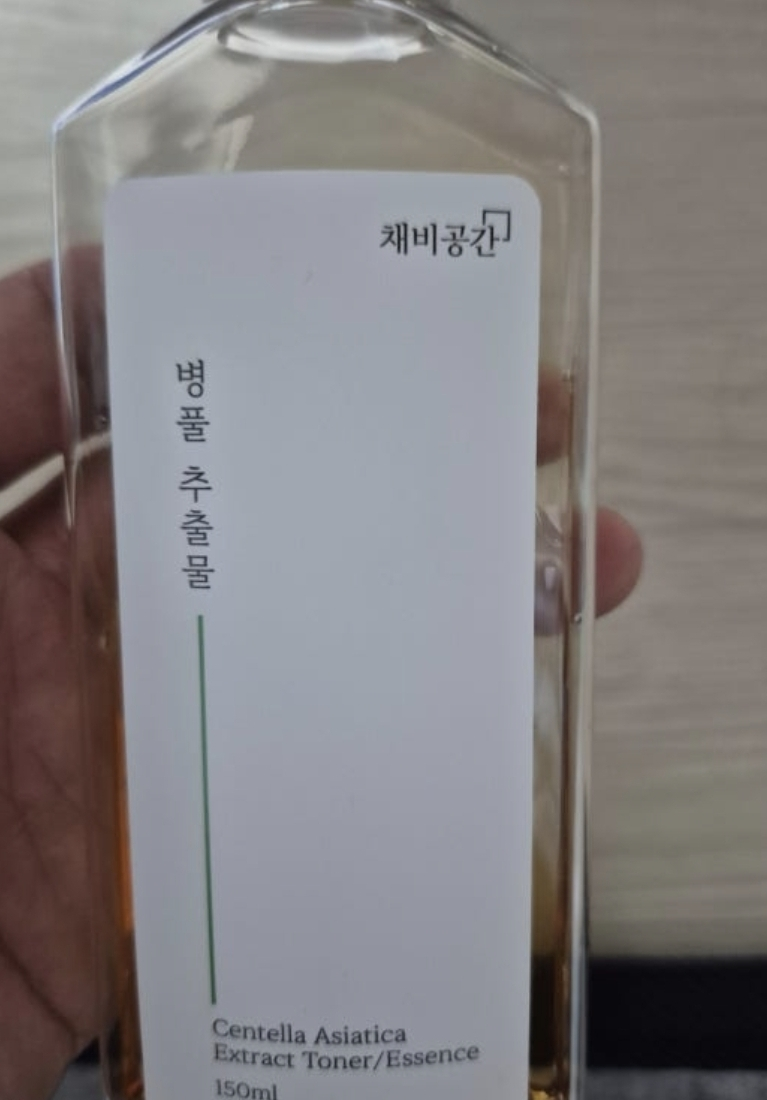 채비공간
병풀 추출물
Centella Asiatica
Extract Toner/Essence
150ml